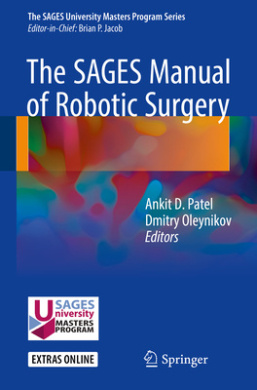 The SAGES University Masters Program Series
Editor-in-Chief: Brian P. Jacob
The SAGES Manual
of Robotic Surgery
Ankit D. Patel
Dmitry Oleynikov
Editors
SAGES
University
MASTERS
PROGRAM
EXTRAS ONLINE
Springer